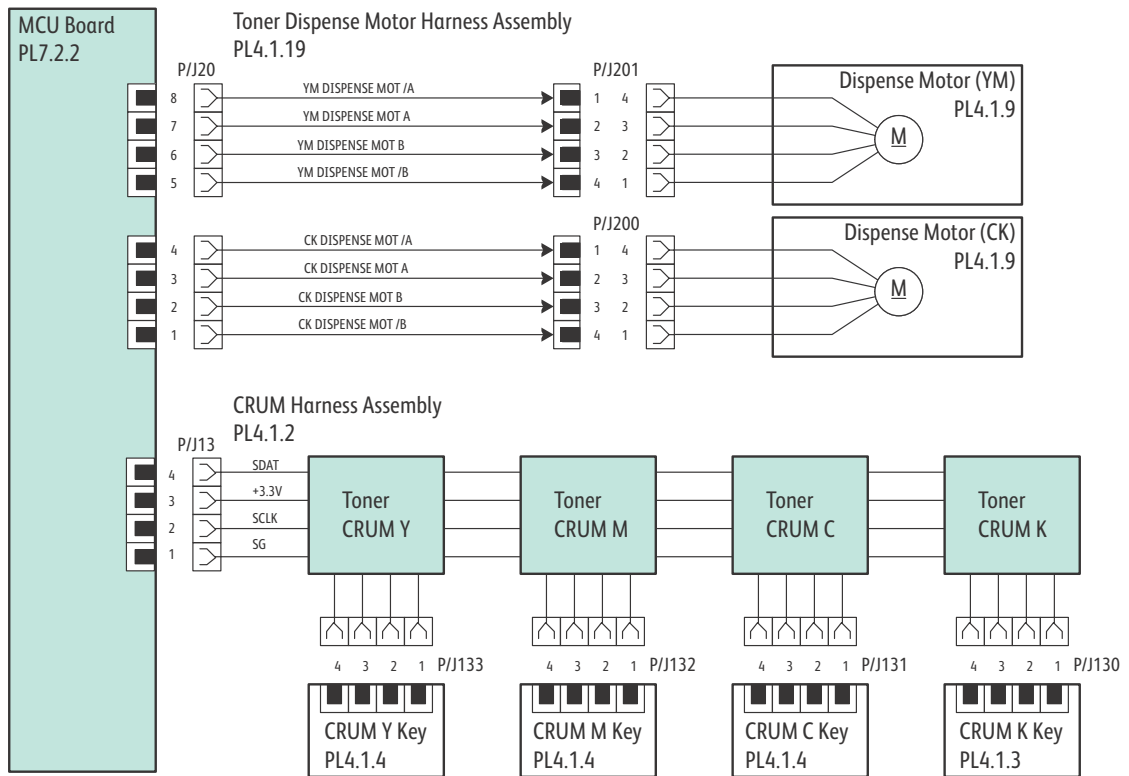 MCU Board
PL7.2.2
Toner Dispense Motor Harness Assembly
PL4.1.19
P/J20
P/J201
8 YM DISPENSE MOT /A 1 4
7 YM DISPENSE MOT A 2 3
6 YM DISPENSE MOT B 3 2
5 YM DISPENSE MOT /B 4 1
Dispense Motor (YM)
PL4.1.9
M
P/J200
4 CK DISPENSE MOT /A 1 4
3 CK DISPENSE MOT A 2 3
2 CK DISPENSE MOT B 3 2
1 CK DISPENSE MOT /B 4 1
Dispense Motor (CK)
PL4.1.9
M
CRUM Harness Assembly
PL4.1.2
P/J13
4 SDAT
3 +3.3V
2 SCLK
1 SG
Toner
CRUM Y
Toner
CRUM M
Toner
CRUM C
Toner
CRUM K
4 3 2 1 P/J133
4 3 2 1 P/J132
4 3 2 1 P/J131
4 3 2 1 P/J130
CRUM Y Key
PL4.1.4
CRUM M Key
PL4.1.4
CRUM C Key
PL4.1.4
CRUM K Key
PL4.1.3